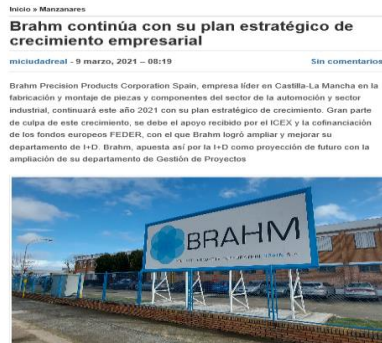 Inicio » Manzanares
Brahm continúa con su plan estratégico de
crecimiento empresarial
miciudadreal - 9 marzo, 2021 – 08:19
Sin comentarios
Brahm Precision Products Corporation Spain, empresa líder en Castilla-La Mancha en la
fabricación y montaje de piezas y componentes del sector de la automoción y sector
industrial, continuará este año 2021 con su plan estratégico de crecimiento. Gran parte
de culpa de este crecimiento, se debe el apoyo recibido por el ICEX y la cofinanciación
de los fondos europeos FEDER, con el que Brahm logró ampliar y mejorar su
departamento de I+D. Brahm, apuesta así por la I+D como proyección de futuro con la
ampliación de su departamento de Gestión de Proyectos
BRAHM